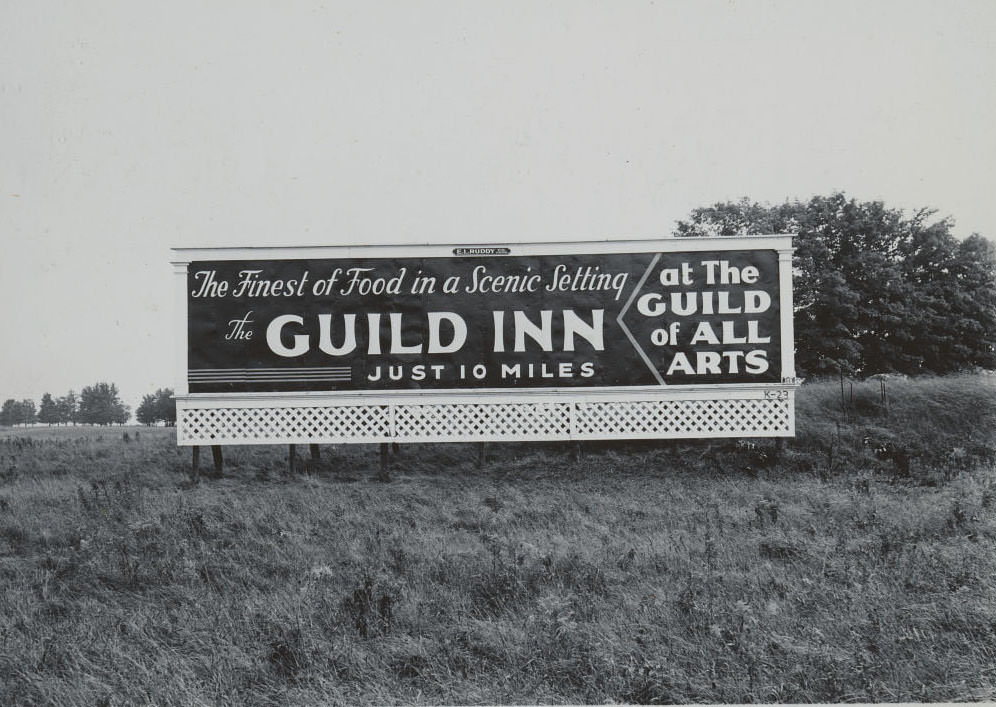 E.L.RUDDY
The Finest of Food in a Scenic Setting
The GUILD INN
JUST 10 MILES
at The
GUILD
of ALL
ARTS
K-23